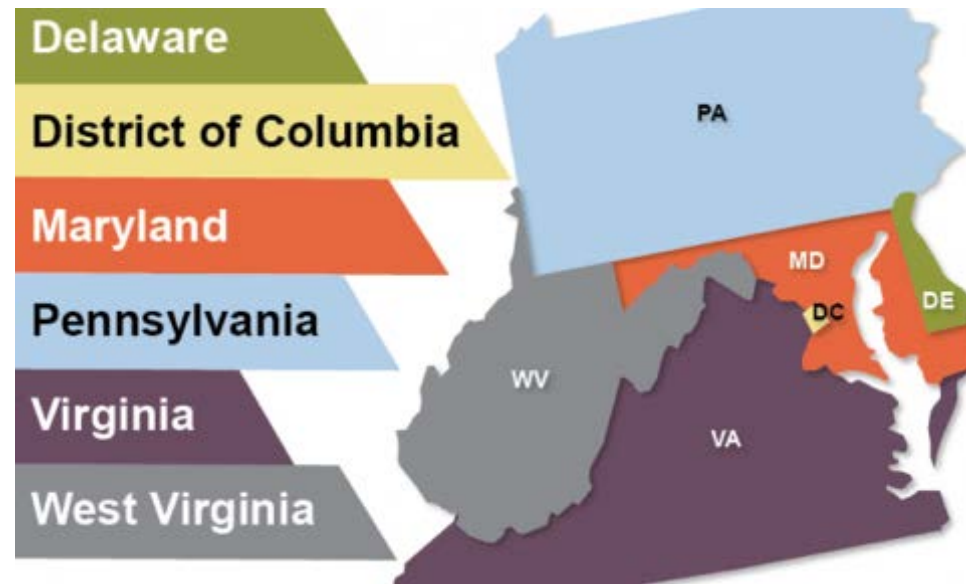 Delaware
District of Columbia
Maryland
Pennsylvania
Virginia
West Virginia
PA
MD
DE
DC
WV
VA